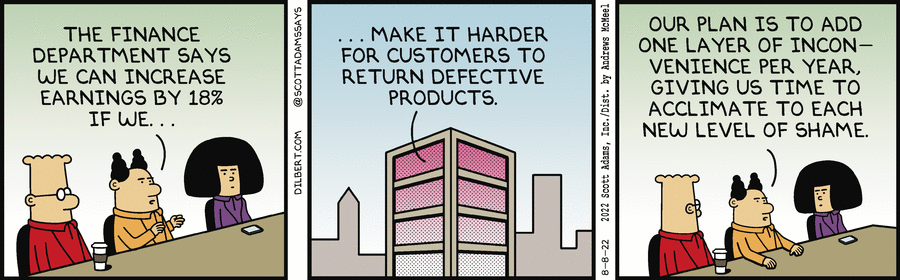 THE FINANCE
DEPARTMENT SAYS
WE CAN INCREASE
EARNINGS BY 18%
IF WE. . .
DILBERT.COM @SCOTTADAMSSAYS
. . . MAKE IT HARDER
FOR CUSTOMERS TO
RETURN DEFECTIVE
PRODUCTS.
8-8-22 2022 Scott Adams, Inc./Dist. by Andrews McMeel
OUR PLAN IS TO ADD
ONE LAYER OF INCON–
VENIENCE PER YEAR,
GIVING US TIME TO
ACCLIMATE TO EACH
NEW LEVEL OF SHAME.